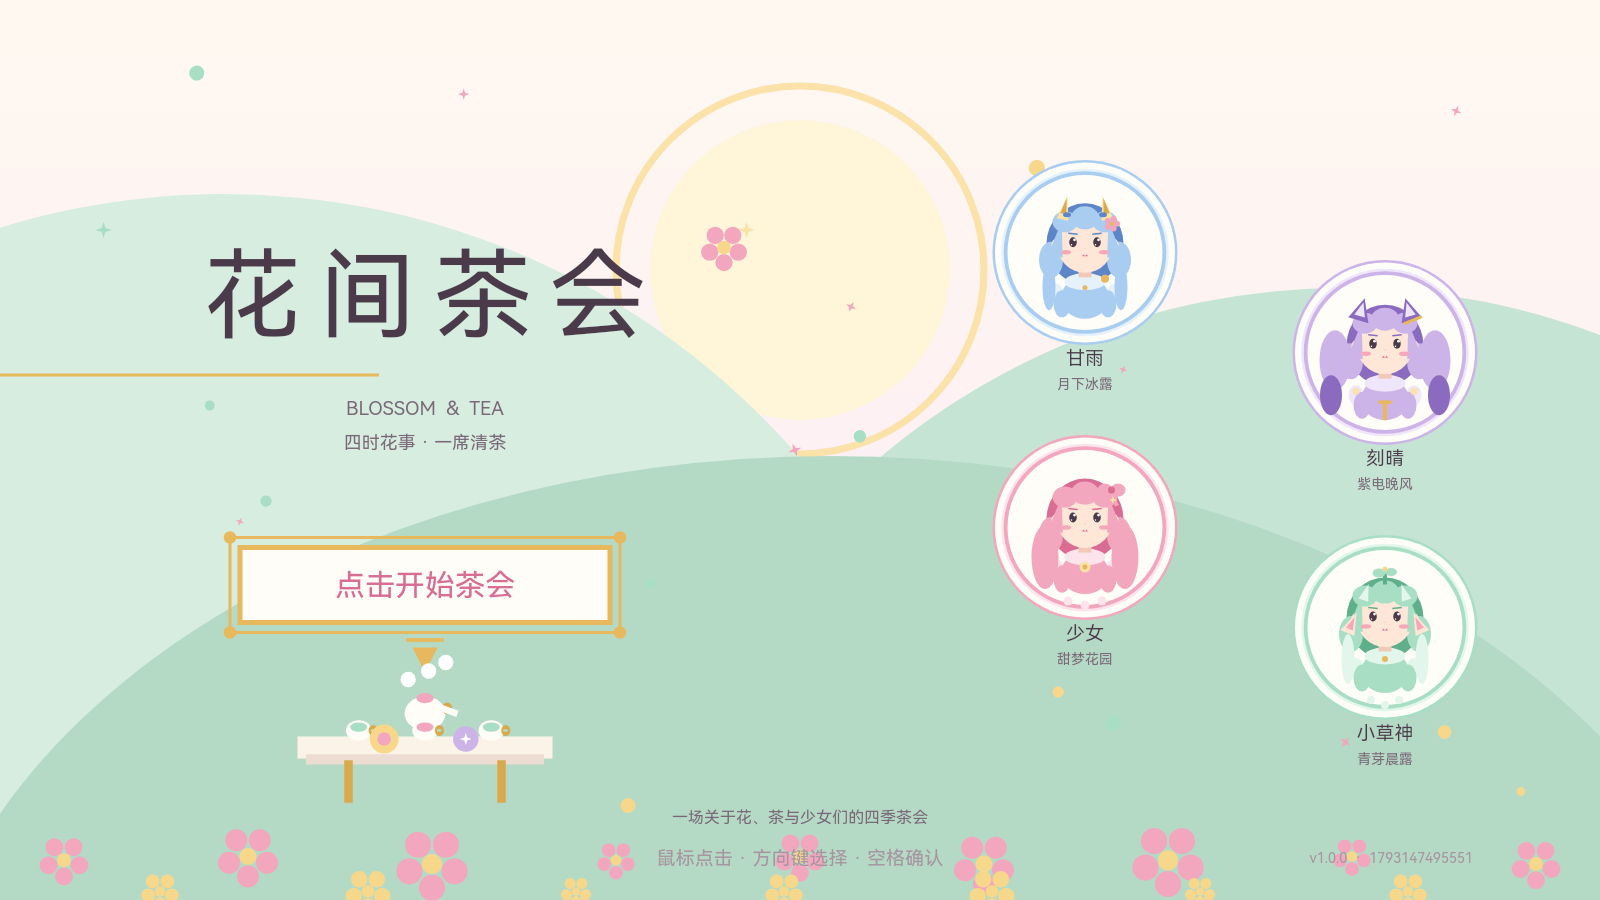 花间茶会
BLOSSOM & TEA
四时花事 · 一席清茶
点击开始茶会
甘雨
月下冰露
刻晴
紫电晚风
少女
甜梦花园
小草神
青芽晨露
一场关于花、茶与少女们的四季茶会
鼠标点击 · 方向键选择 · 空格确认
v1.0.0 · 1793147495551